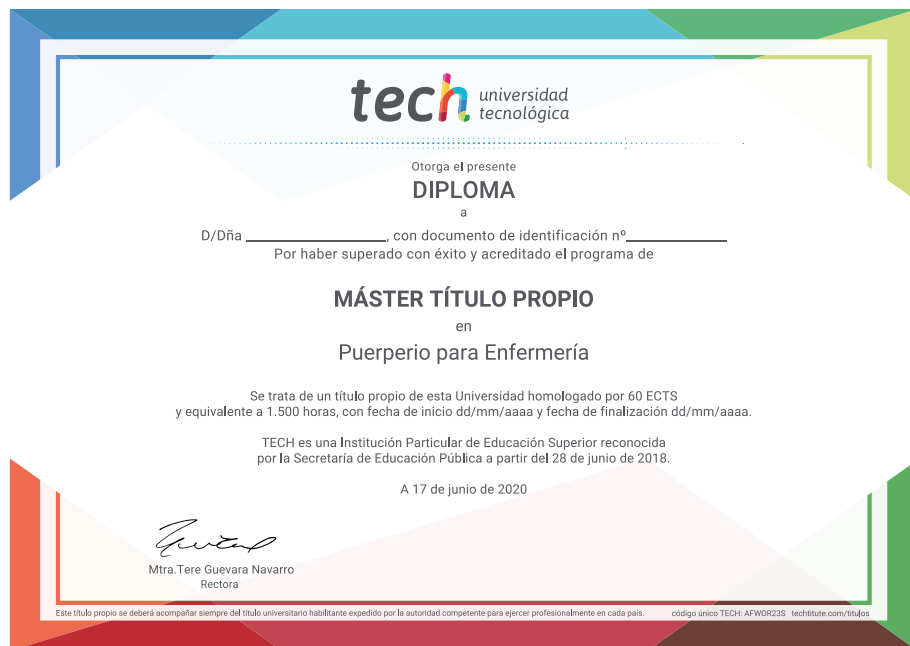 tech universidad
tecnológica
Otorga el presente
DIPLOMA
a
D/Dña ____________, con documento de identificación nº____________
Por haber superado con éxito y acreditado el programa de
MÁSTER TÍTULO PROPIO
en
Puerperio para Enfermería
Se trata de un título propio de esta Universidad homologado por 60 ECTS
y equivalente a 1.500 horas, con fecha de inicio dd/mm/aaaa y fecha de finalización dd/mm/aaaa.
TECH es una Institución Particular de Educación Superior reconocida
por la Secretaría de Educación Pública a partir del 28 de junio de 2018.
A 17 de junio de 2020
Mtra.Tere Guevara Navarro
Rectora
Este título propio se deberá acompañar siempre del título universitario habilitante expedido por la autoridad competente para ejercer profesionalmente en cada país. código único TECH: AFWOR23S techtitute.com/titulos